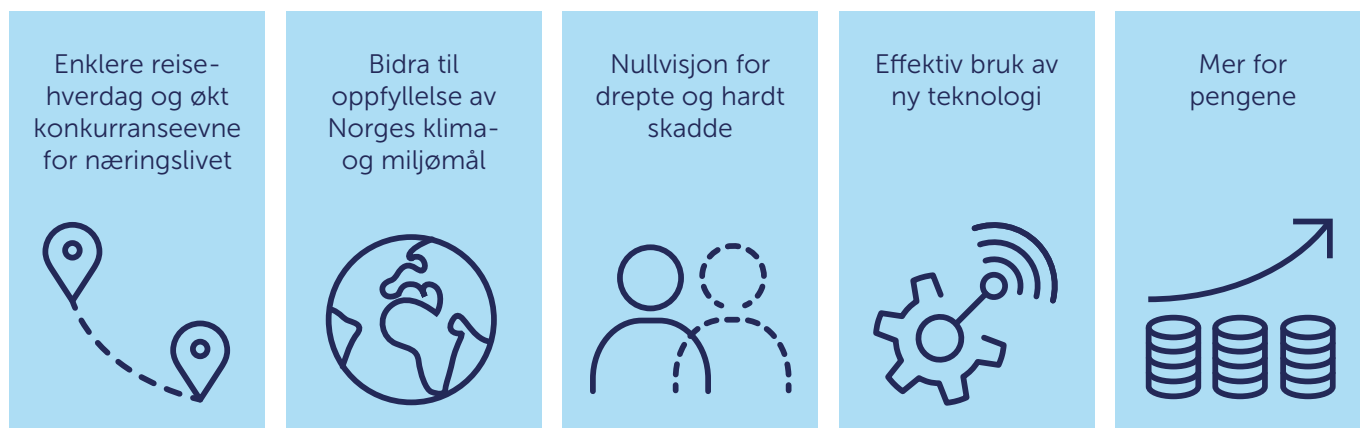 Enklere reise-
hverdag og økt
konkurranseevne
for næringslivet
Bidra til
oppfyllelse av
Norges klima-
og miljømål
Nullvisjon for
drepte og hardt
skadde
Effektiv bruk av
ny teknologi
Mer for
pengene